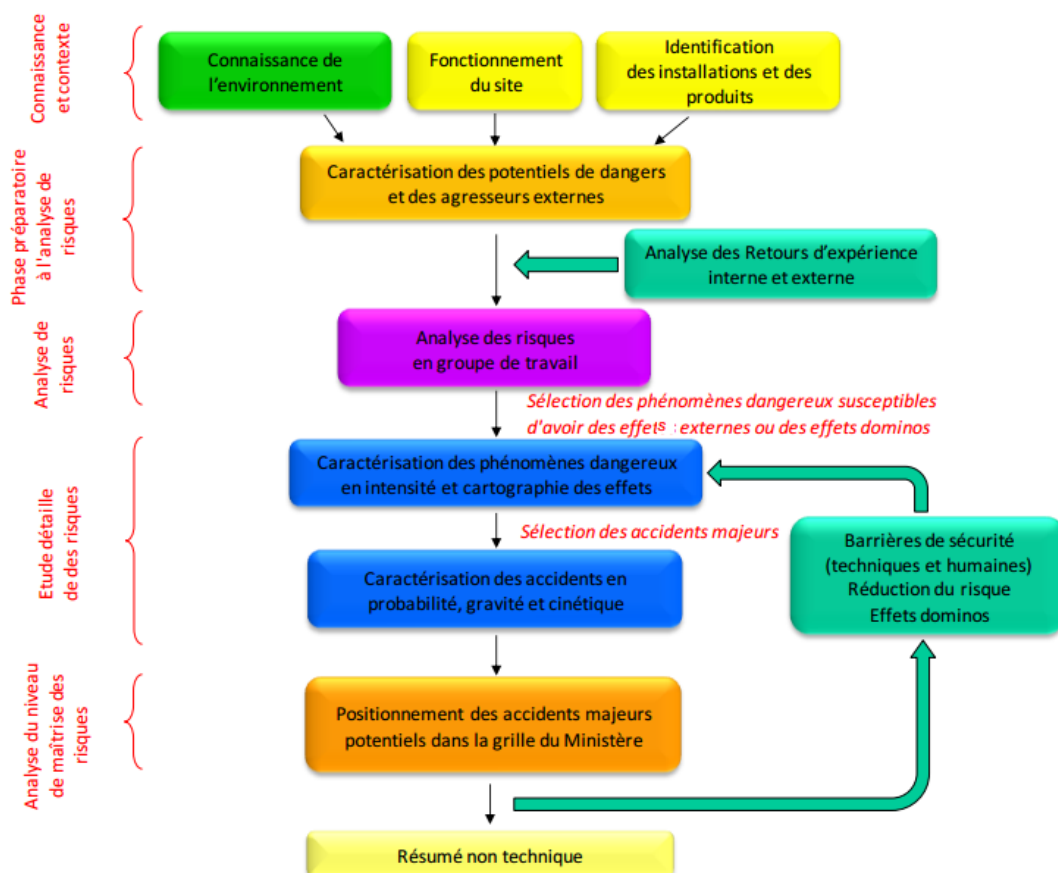 Connaissance
et contexte
Connaissance de
l'environnement
Fonctionnement
du site
Identification
des installations et des
produits
Phase préparatoire
à l'analyse de
risques
Caractérisation des potentiels de dangers
et des agresseurs externes
Analyse des Retours d'expérience
interne et externe
Analyse de
risques
Analyse des risques
en groupe de travail
Sélection des phénomènes dangereux susceptibles
d'avoir des effets : externes ou des effets dominos
Etude détaille
de des risques
Caractérisation des phénomènes dangereux
en intensité et cartographie des effets
Sélection des accidents majeurs
Barrières de sécurité
(techniques et humaines)
Réduction du risque
Effets dominos
Caractérisation des accidents en
probabilité, gravité et cinétique
Analyse du niveau
de maîtrise des
risques
Positionnement des accidents majeurs
potentiels dans la grille du Ministère
Résumé non technique